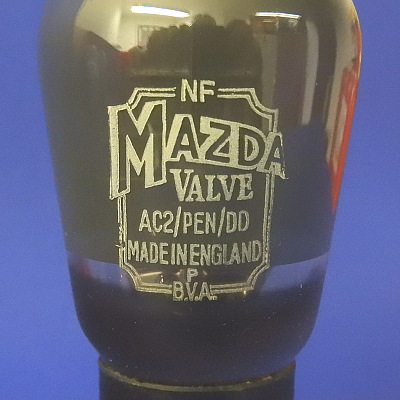 NF
MAZDA
VALVE
AC2/PEN/DD
MADE IN ENGLAND
P
B.V.A.